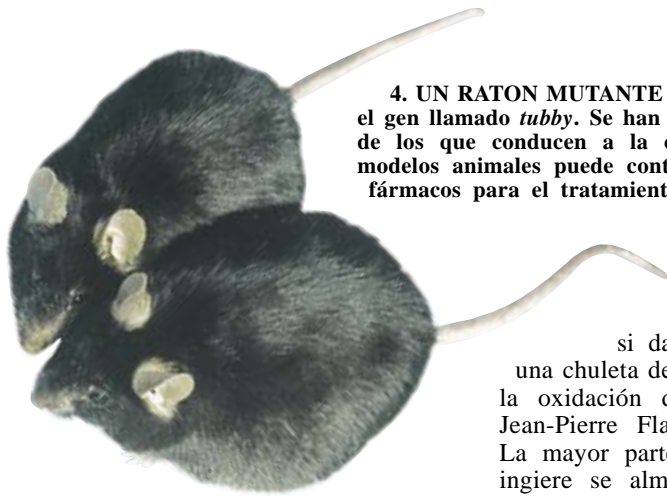 4. UN RATON MUTANTE
el gen llamado tubby. Se han
de los que conducen a la
modelos animales puede cont
fármacos para el tratamient
si da
una chuleta de
la oxidación
Jean-Pierre Fla
La mayor parte
ingiere se alm